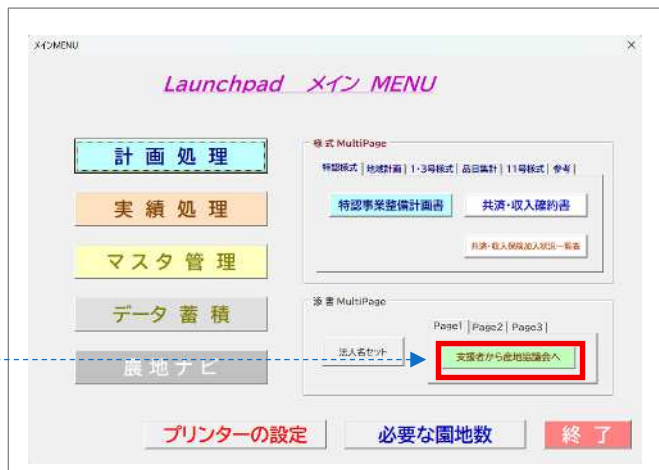 メインMENU
×
Launchpad メイン MENU
計 画 処 理
実 績 処 理
マ ス タ 管 理
データ 蓄 積
農 地 ナ ビ
様 式 MultiPage
特認様式 | 地域計画 | 1・3号様式 | 品目集計 | 11号様式 | 参考 |
特認事業整備計画書
共済・収入確約書
共済・収入保険加入状況一覧表
添 書 MultiPage
Page1 | Page2 | Page3 |
法人名セット
支援者から産地協議会へ
プリンターの設定
必要な園地数
終 了